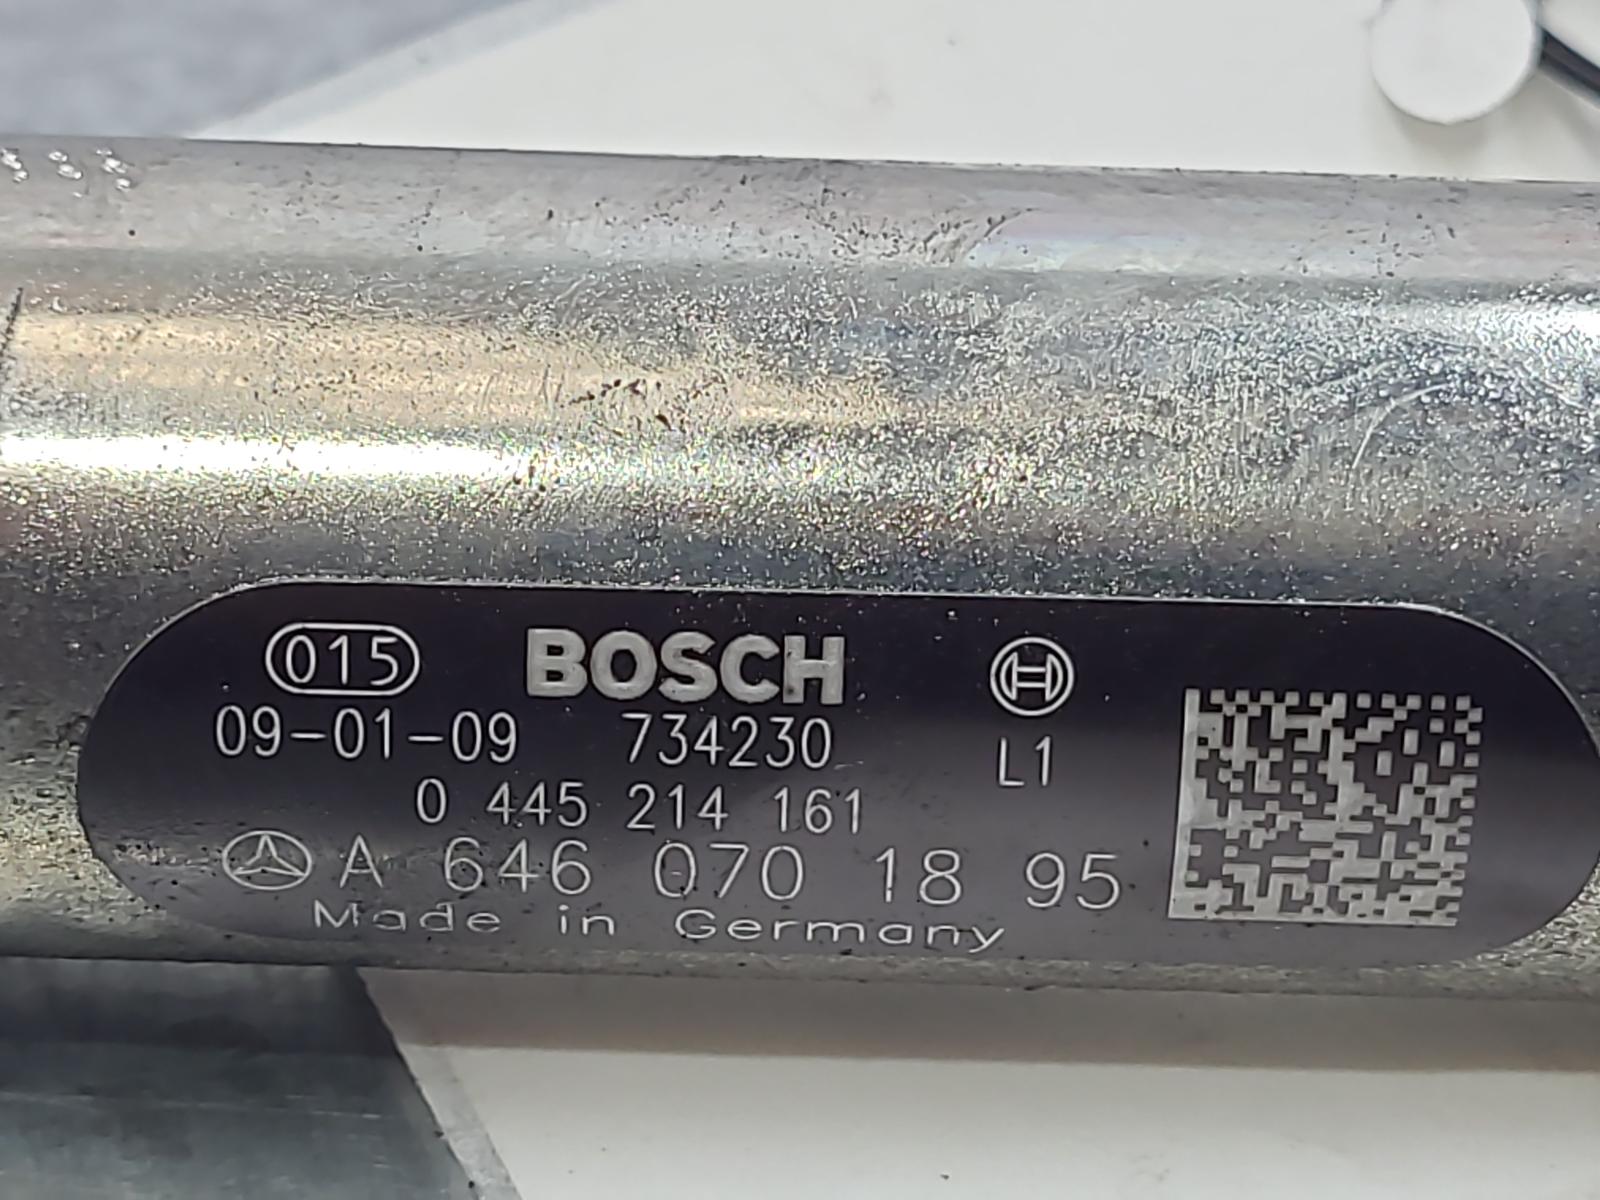 015 BOSCH
09-01-09 734230 L1
0 445 214 161
A 646 070 18 95
Made in Germany